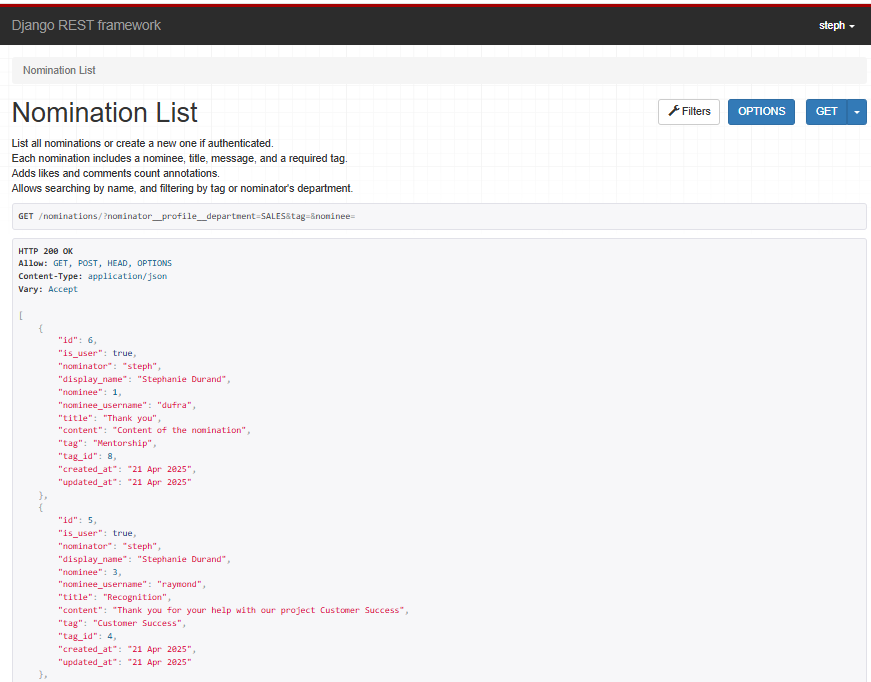 Django REST framework
steph
Nomination List
Nomination List
Filters
OPTIONS
GET
List all nominations or create a new one if authenticated.
Each nomination includes a nominee, title, message, and a required tag.
Adds likes and comments count annotations.
Allows searching by name, and filtering by tag or nominator's department.
GET /nominations/?nominator__profile__department=SALES&tag=&nominee=
HTTP 200 OK
Allow: GET, POST, HEAD, OPTIONS
Content-Type: application/json
Vary: Accept
[
    {
        "id": 6,
        "is_user": true,
        "nominator": "steph",
        "display_name": "Stephanie Durand",
        "nominee": 1,
        "nominee_username": "dufra",
        "title": "Thank you",
        "content": "Content of the nomination",
        "tag": "Mentorship",
        "tag_id": 8,
        "created_at": "21 Apr 2025",
        "updated_at": "21 Apr 2025"
    },
    {
        "id": 5,
        "is_user": true,
        "nominator": "steph",
        "display_name": "Stephanie Durand",
        "nominee": 3,
        "nominee_username": "raymond",
        "title": "Recognition",
        "content": "Thank you for your help with our project Customer Success",
        "tag": "Customer Success",
        "tag_id": 4,
        "created_at": "21 Apr 2025",
        "updated_at": "21 Apr 2025"
    },